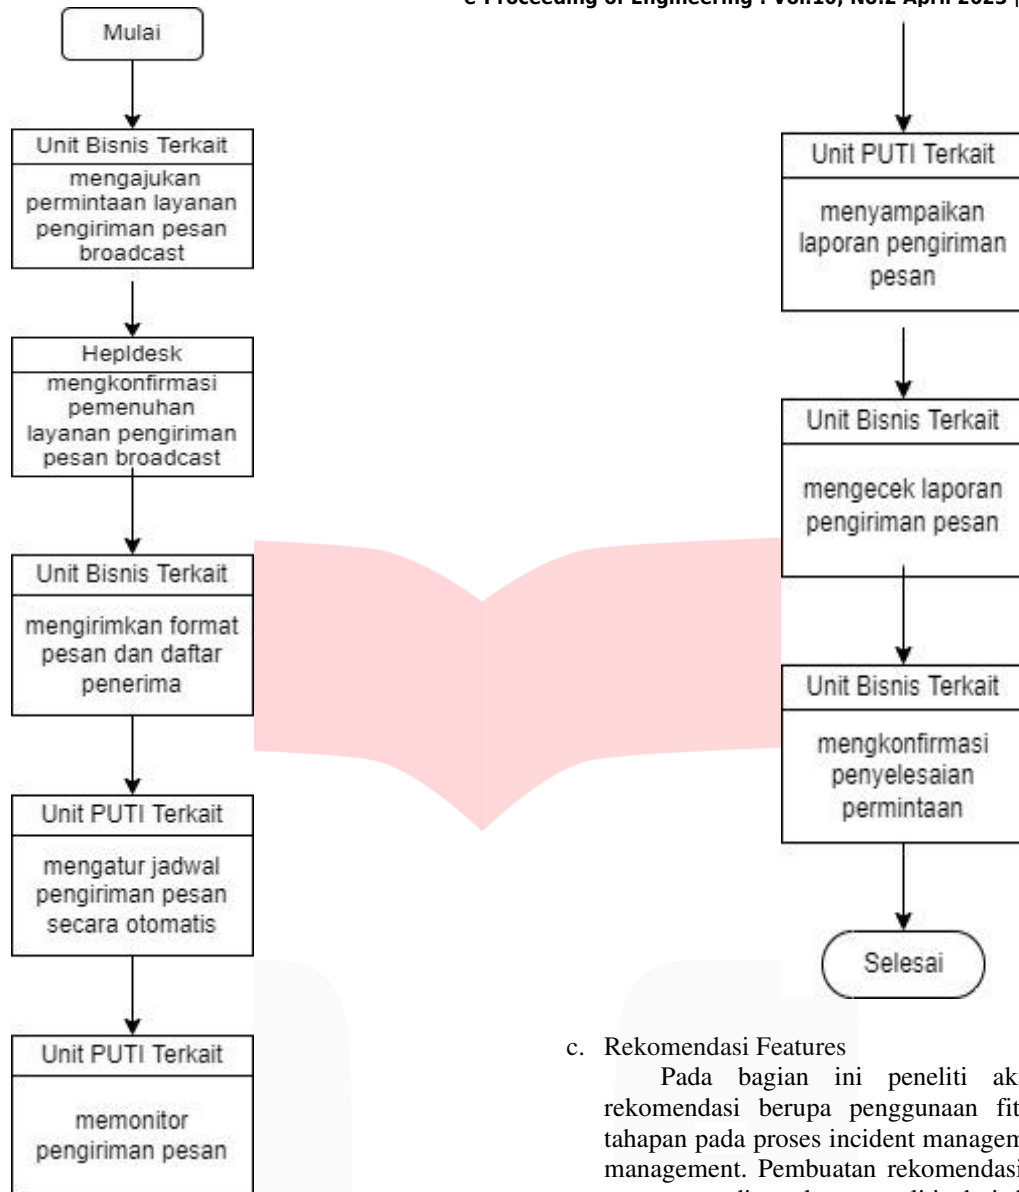 e-Proceeding of Engineering : Vol.10, No.2 April 2023 |
Mulai
Unit Bisnis Terkait
mengajukan
permintaan layanan
pengiriman pesan
broadcast
Hepldesk
mengkonfirmasi
pemenuhan
layanan pengiriman
pesan broadcast
Unit Bisnis Terkait
mengirimkan format
pesan dan daftar
penerima
Unit PUTI Terkait
mengatur jadwal
pengiriman pesan
secara otomatis
Unit PUTI Terkait
memonitor
pengiriman pesan
Unit PUTI Terkait
menyampaikan
laporan pengiriman
pesan
Unit Bisnis Terkait
mengecek laporan
pengiriman pesan
Unit Bisnis Terkait
mengkonfirmasi
penyelesaian
permintaan
Selesai
c. Rekomendasi Features
Pada bagian ini peneliti ak
rekomendasi berupa penggunaan fit
tahapan pada proses incident managem
management. Pembuatan rekomendasi